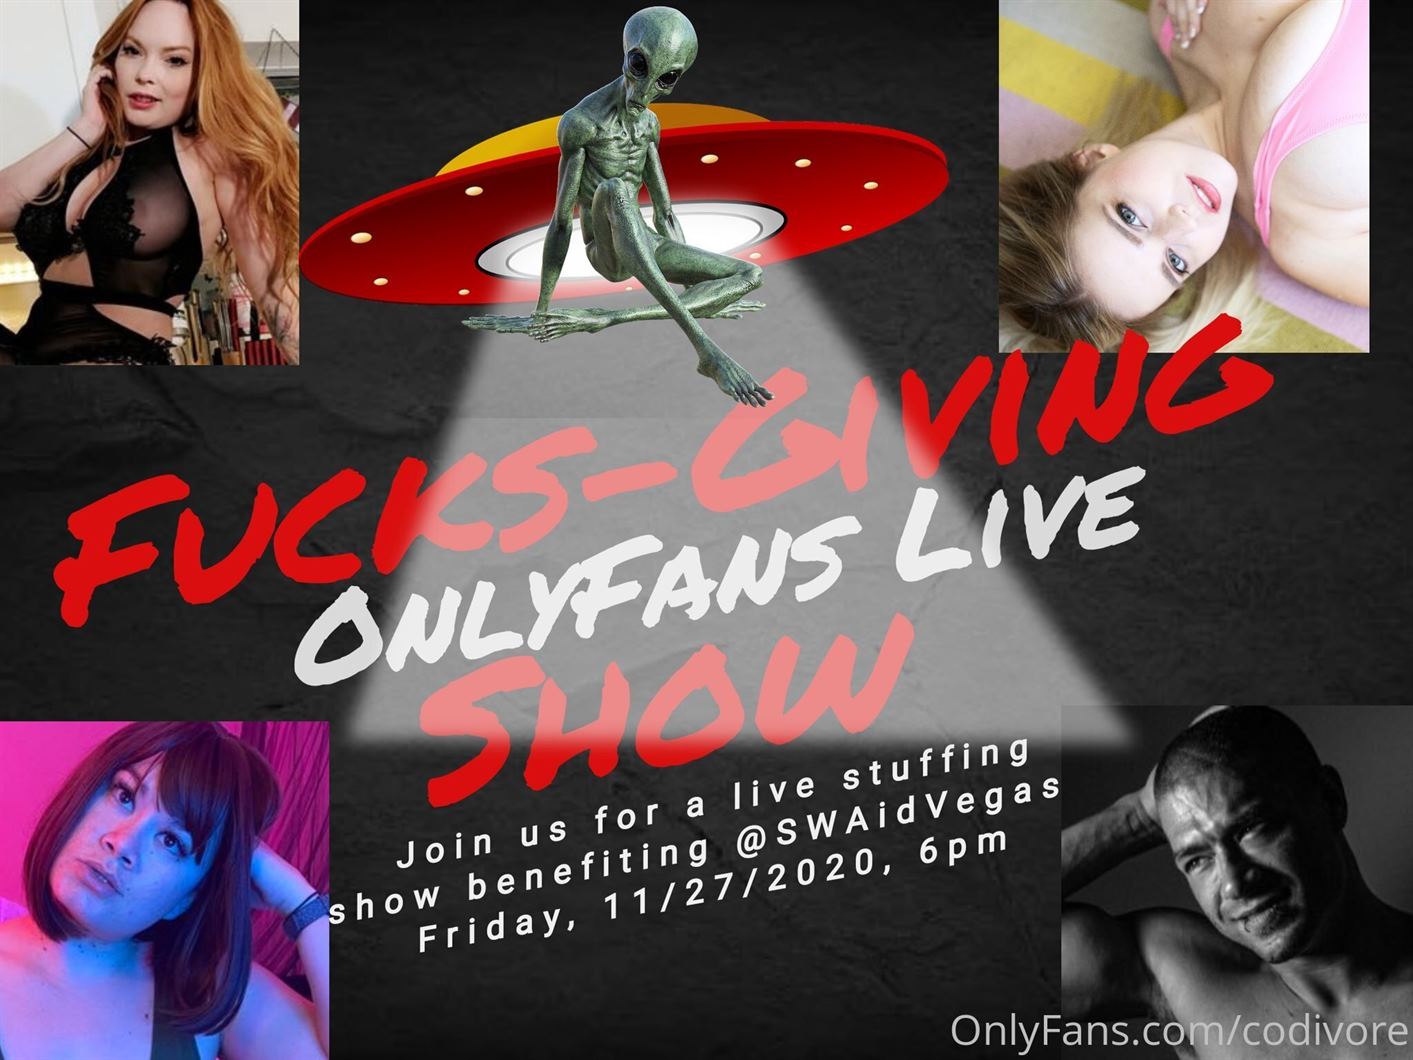 Fucks-Giving
OnlyFans Live
Show
Join us for a live stuffing
show benefiting @SWAidVegas
Friday, 11/27/2020, 6pm
OnlyFans.com/codivore